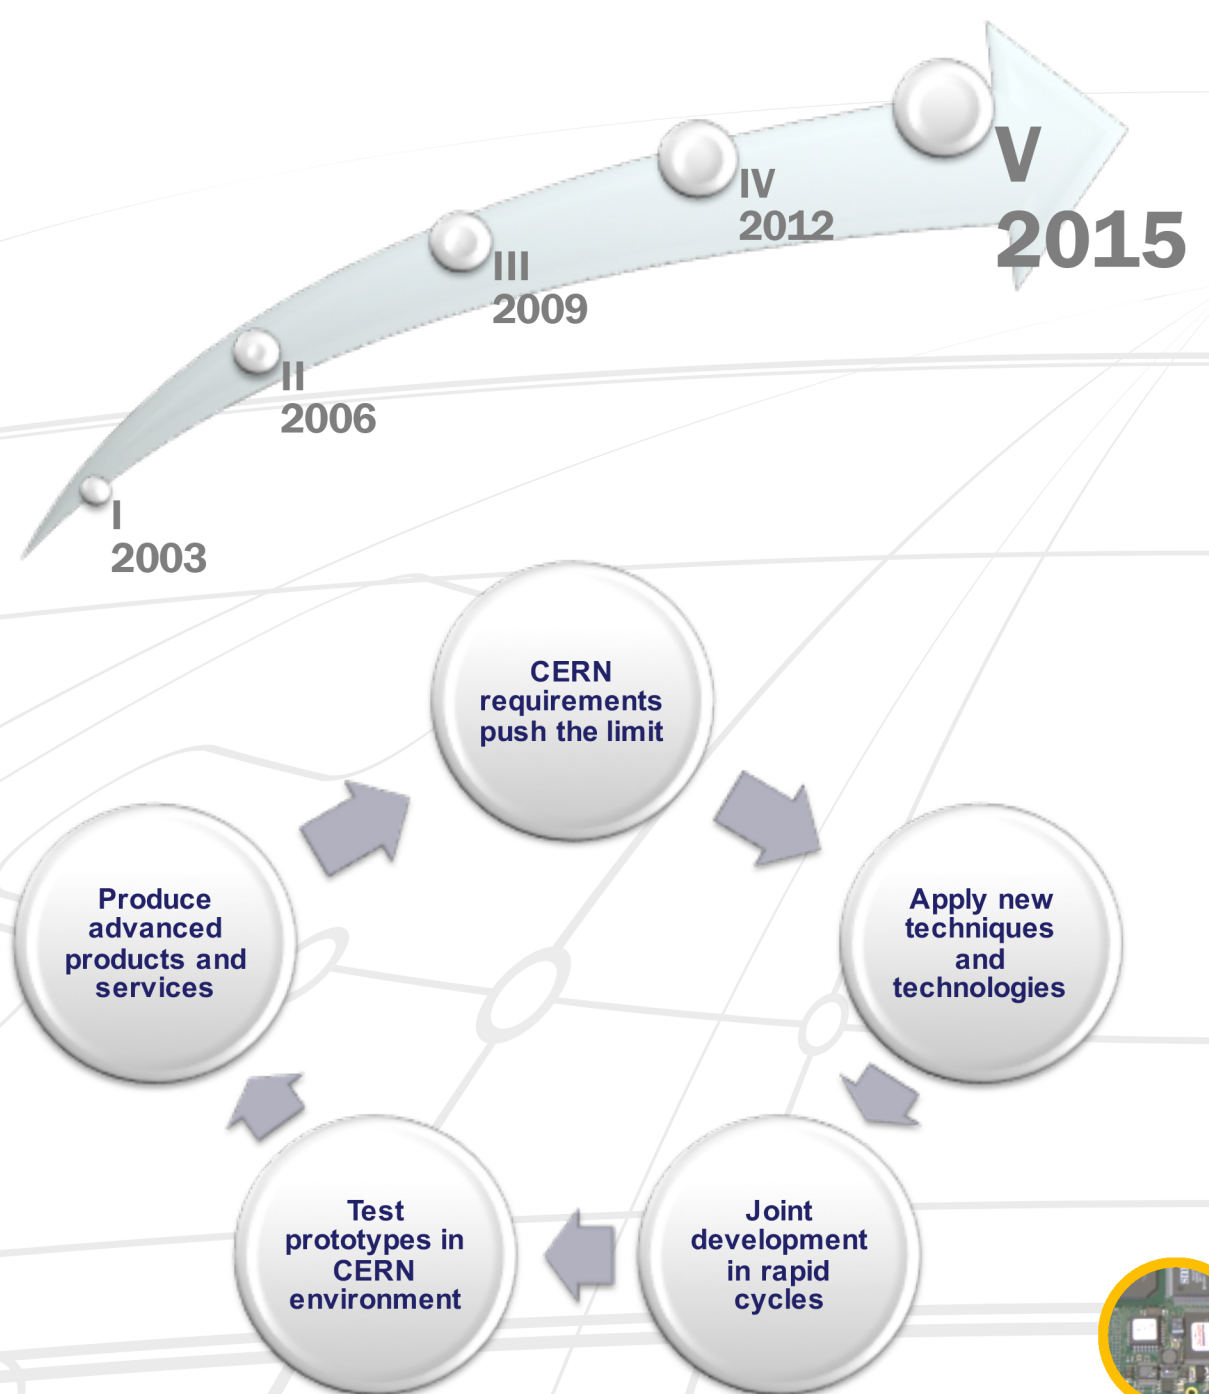 I
2003
II
2006
III
2009
IV
2012
V
2015
CERN
requirements
push the limit
Apply new
techniques
and
technologies
Joint
development
in rapid
cycles
Test
prototypes in
CERN
environment
Produce
advanced
products and
services